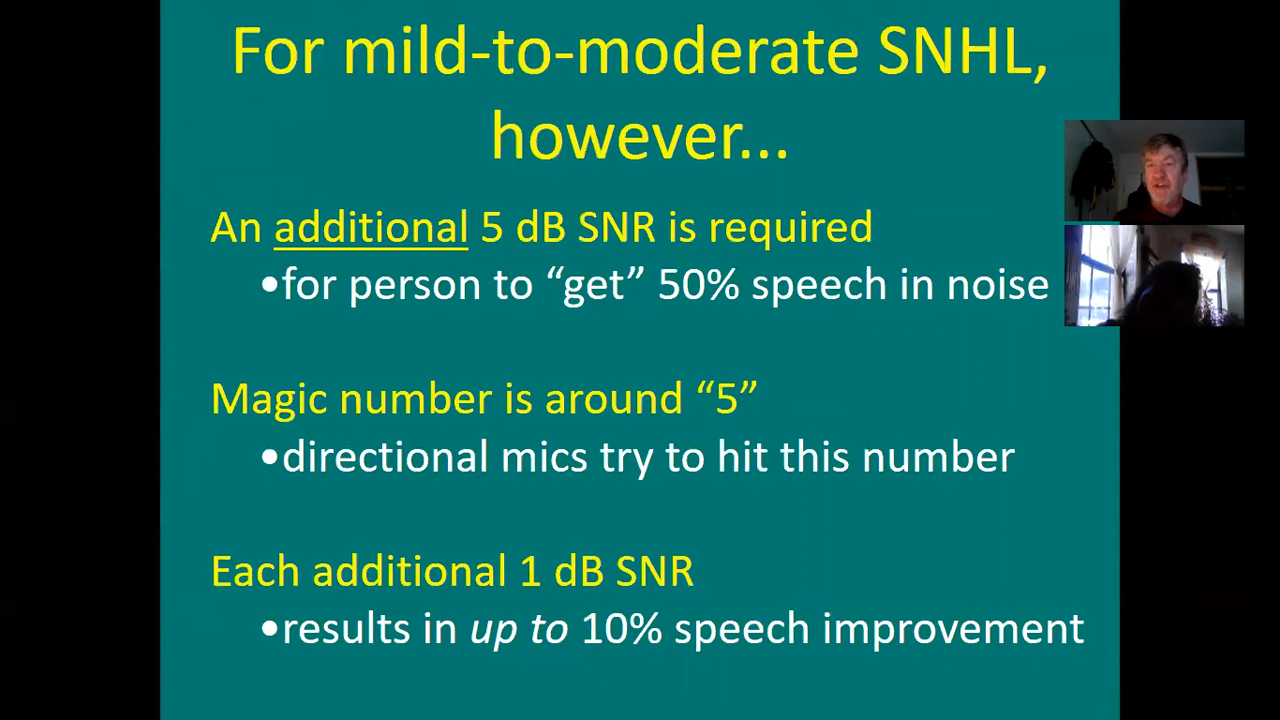 For mild-to-moderate SNHL,
however...
An additional 5 dB SNR is required
•for person to “get” 50% speech in noise
Magic number is around “5”
•directional mics try to hit this number
Each additional 1 dB SNR
•results in up to 10% speech improvement